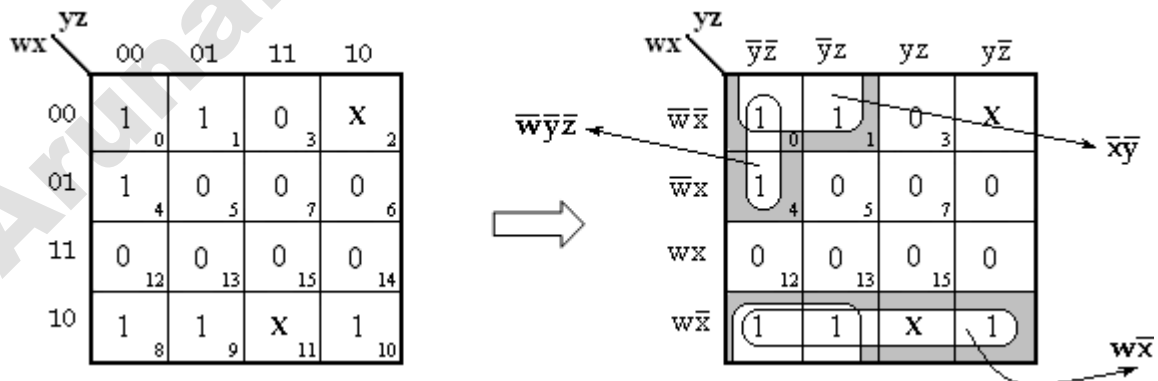 Aruna
yz yz
wx wx
00 01 11 10 y̅z̅ y̅z yz yz̅
00 1 0 1 1 0 3 X 2 w̅x̅ 1 0 1 1 0 3 X
w̅y̅z̅ x̅y̅
01 1 4 0 5 0 7 0 6 w̅x 1 4 0 5 0 7 0
11 0 12 0 13 0 15 0 14 wx 0 12 0 13 0 15 0
10 1 8 1 9 X 11 1 10 wx̅ 1 1 X 1
wx̅